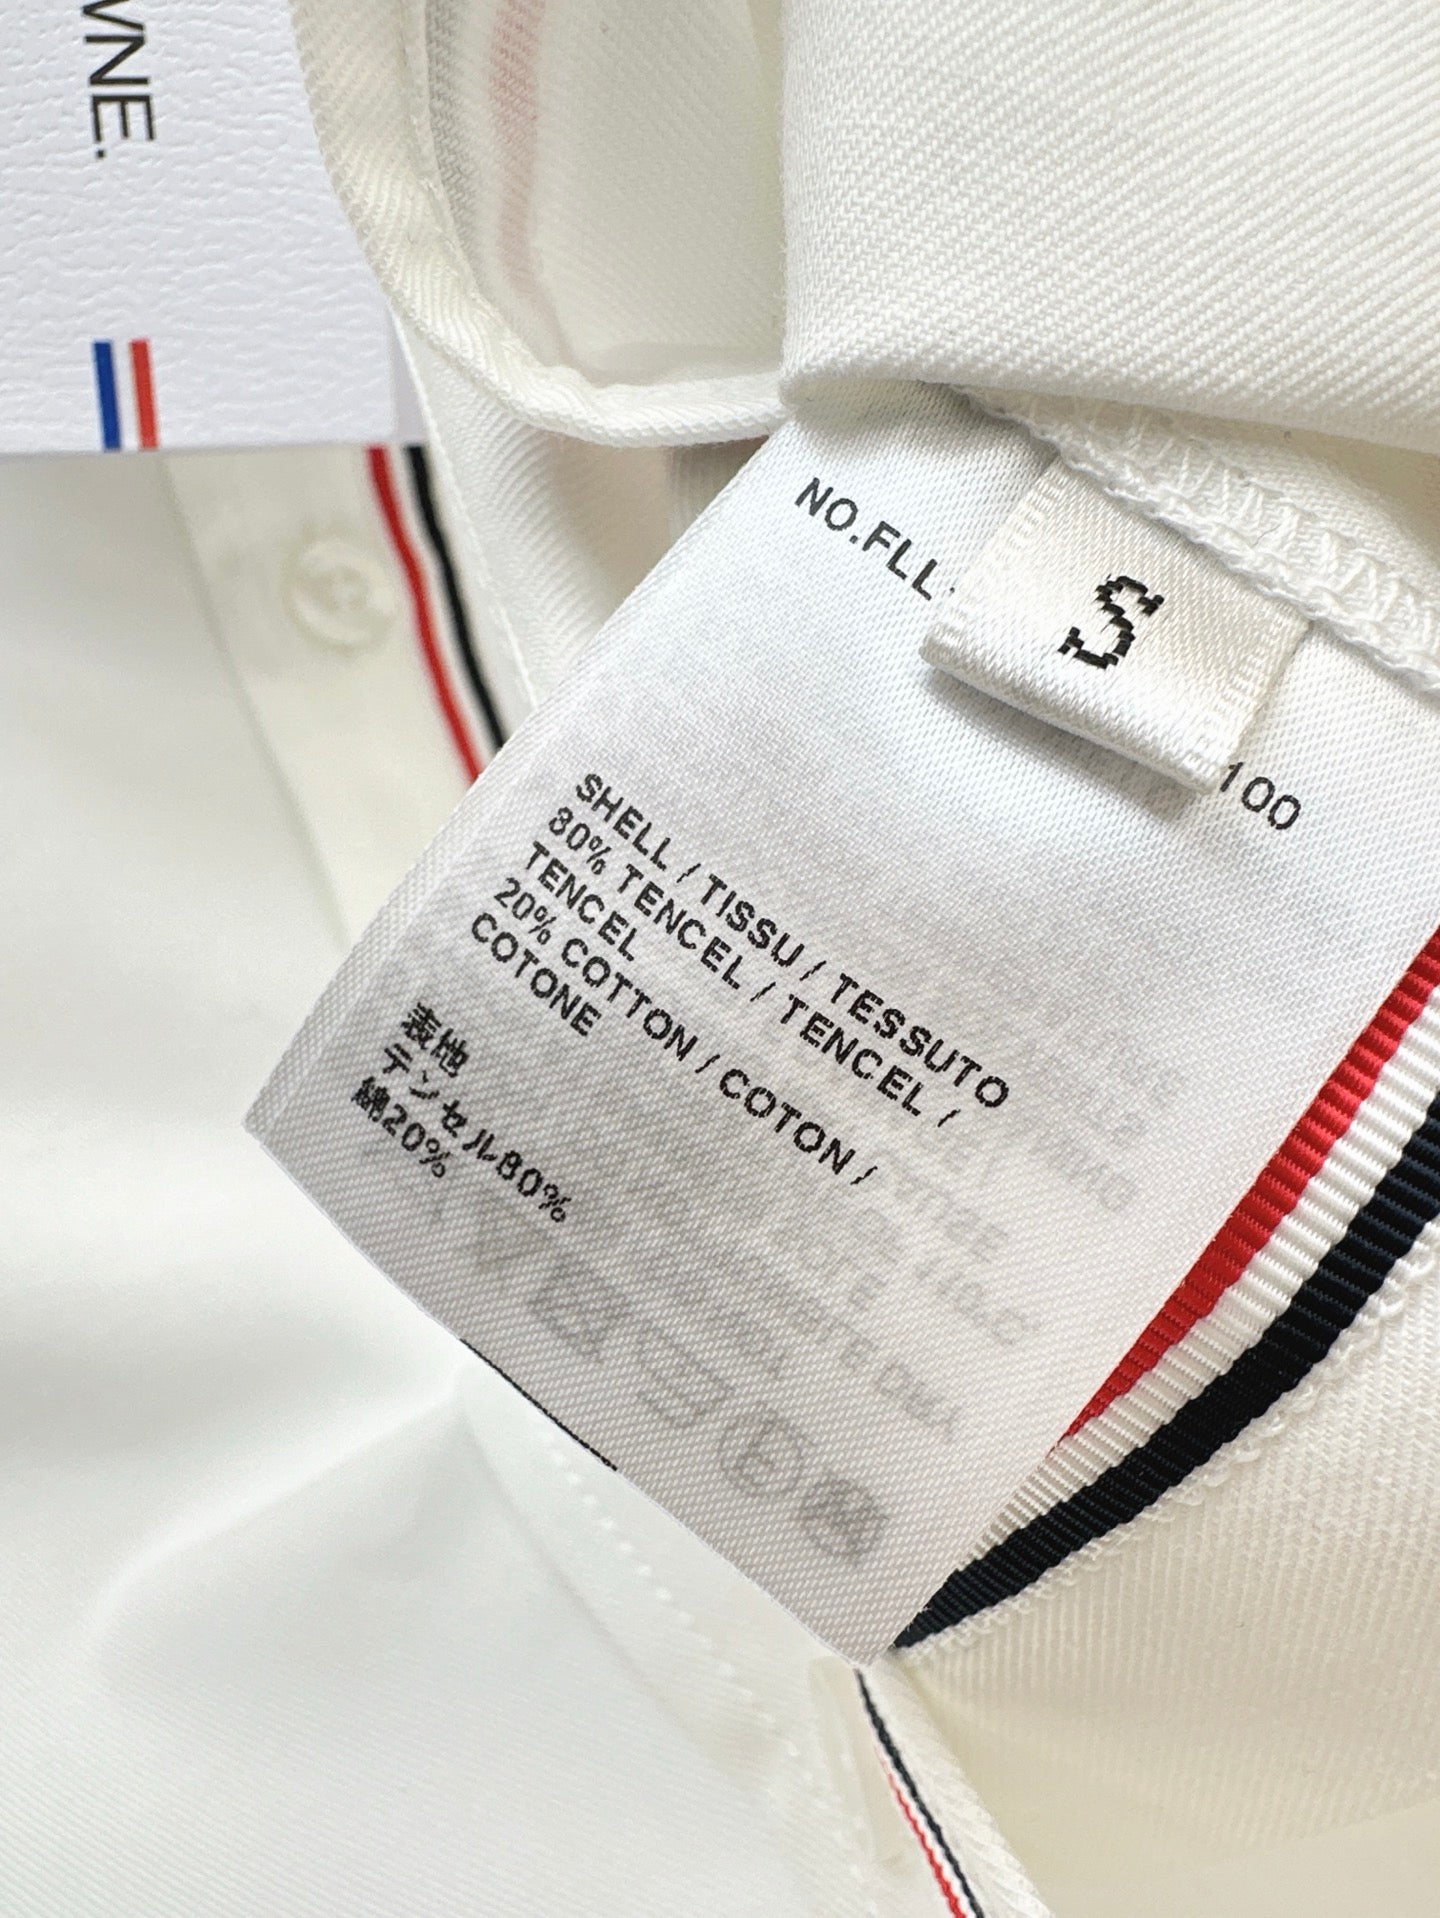 WNE.
NO.FLL
S
100
SHELL / TISSU / TESSUTO
80% TENCEL / TENCEL /
TENCEL
20% COTTON / COTON /
COTONE
表地
テンセル80%
綿20%